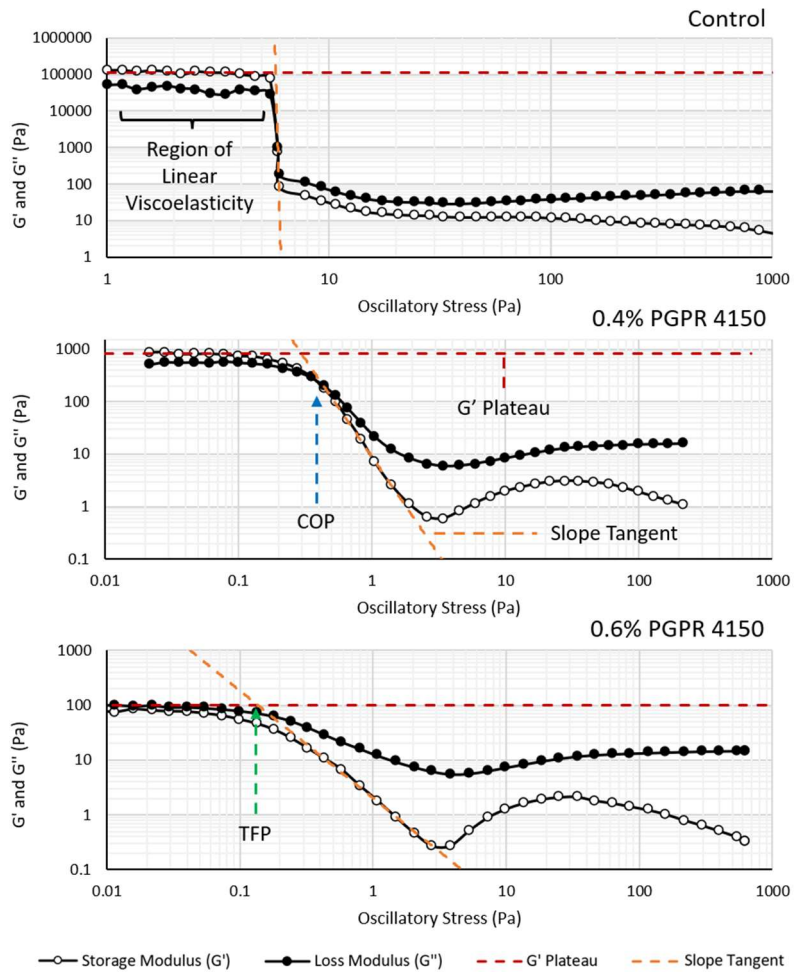 Control
1000000
100000
10000
1000
100
10
1
G' and G'' (Pa)
Region of
Linear
Viscoelasticity
1 10 100 1000
Oscillatory Stress (Pa)
0.4% PGPR 4150
1000
100
10
1
0.1
G' and G'' (Pa)
G′ Plateau
COP
Slope Tangent
0.01 0.1 1 10 100 1000
Oscillatory Stress (Pa)
0.6% PGPR 4150
1000
100
10
1
0.1
G' and G'' (Pa)
TFP
0.01 0.1 1 10 100 1000
Oscillatory Stress (Pa)
Storage Modulus (G') Loss Modulus (G'') G' Plateau Slope Tangent